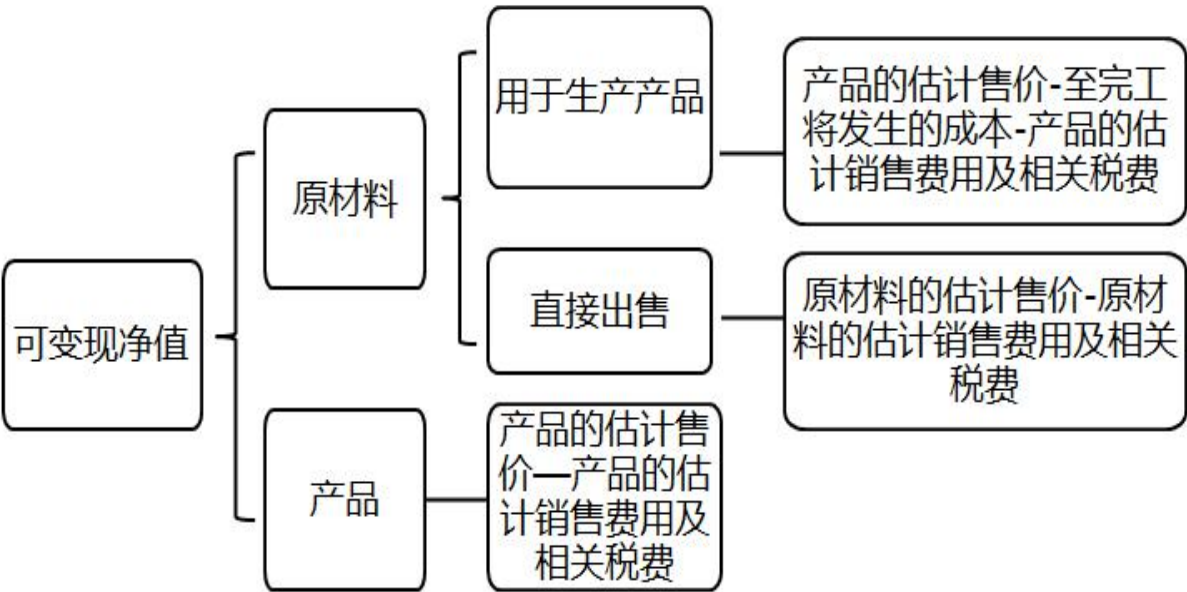 可变现净值
原材料
用于生产产品
产品的估计售价-至完工
将发生的成本-产品的估
计销售费用及相关税费
直接出售
原材料的估计售价-原材
料的估计销售费用及相关
税费
产品
产品的估计售
价—产品的估
计销售费用及
相关税费